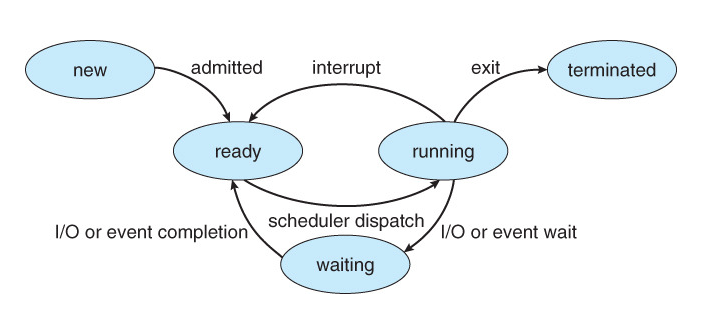 new
admitted
interrupt
exit
terminated
ready
running
scheduler dispatch
I/O or event completion
I/O or event wait
waiting